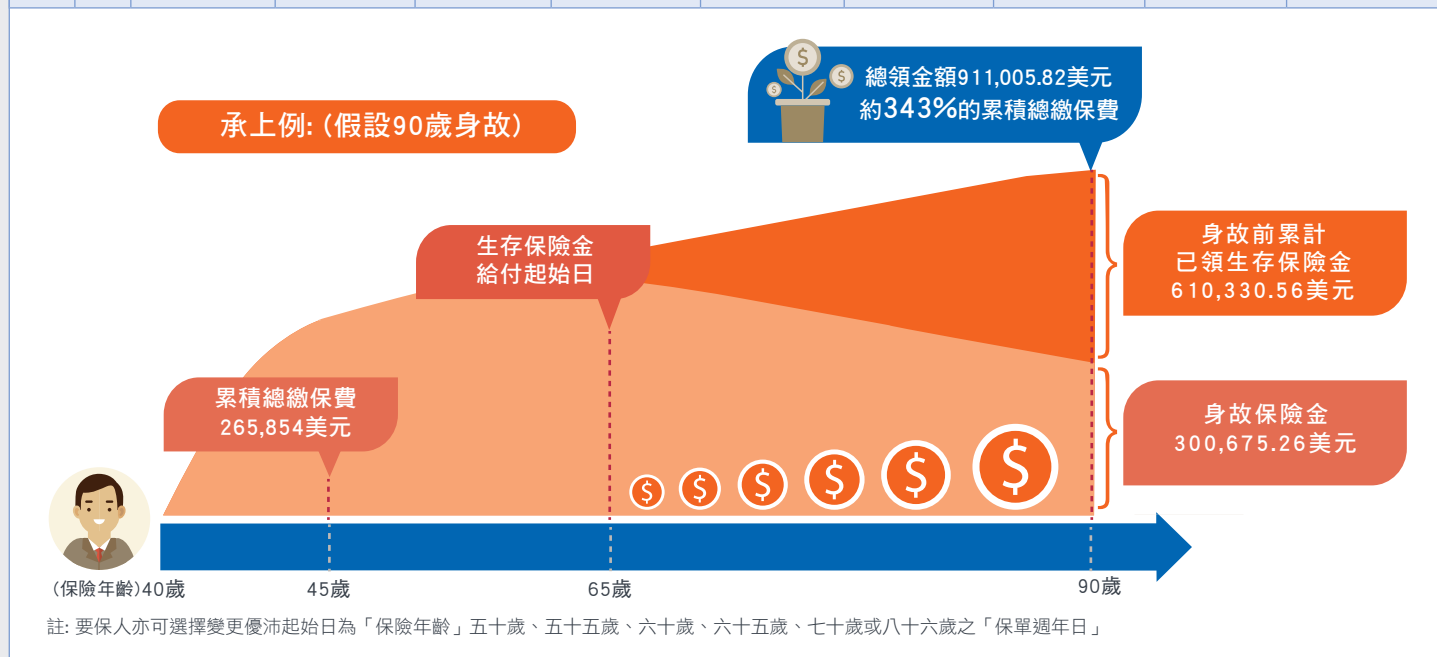 總領金額911,005.82美元
約343%的累積總繳保費
承上例: (假設90歲身故)
生存保險金
給付起始日
身故前累計
已領生存保險金
610,330.56美元
累積總繳保費
265,854美元
身故保險金
300,675.26美元
$
$
$
$
$
$
$
$
$
(保險年齡)40歲
45歲
65歲
90歲
註: 要保人亦可選擇變更優沛起始日為「保險年齡」五十歲、五十五歲、六十歲、六十五歲、七十歲或八十六歲之「保單週年日」